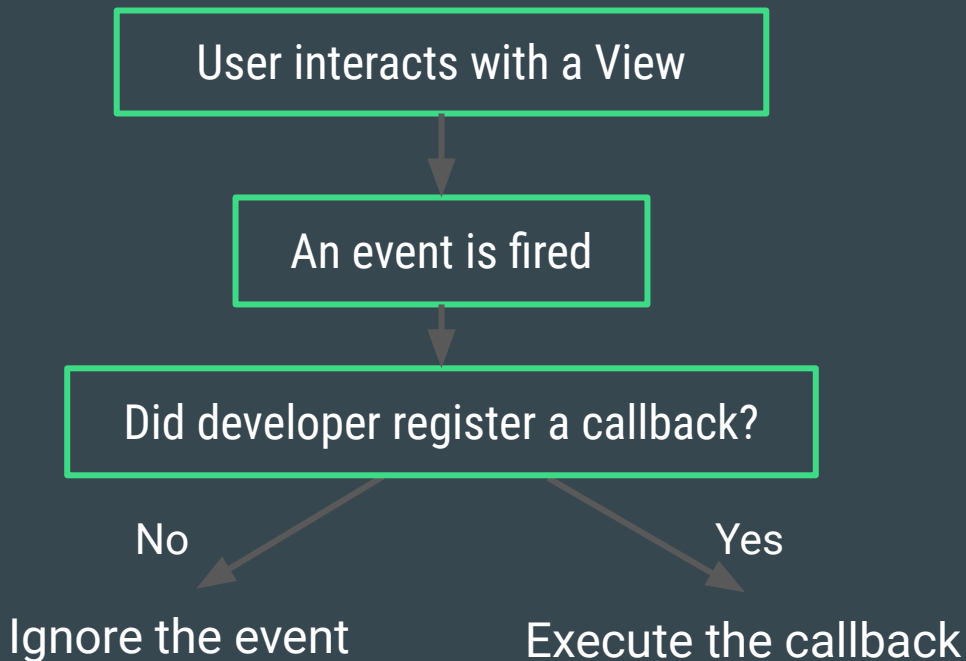 User interacts with a View
An event is fired
Did developer register a callback?
No
Yes
Ignore the event
Execute the callback